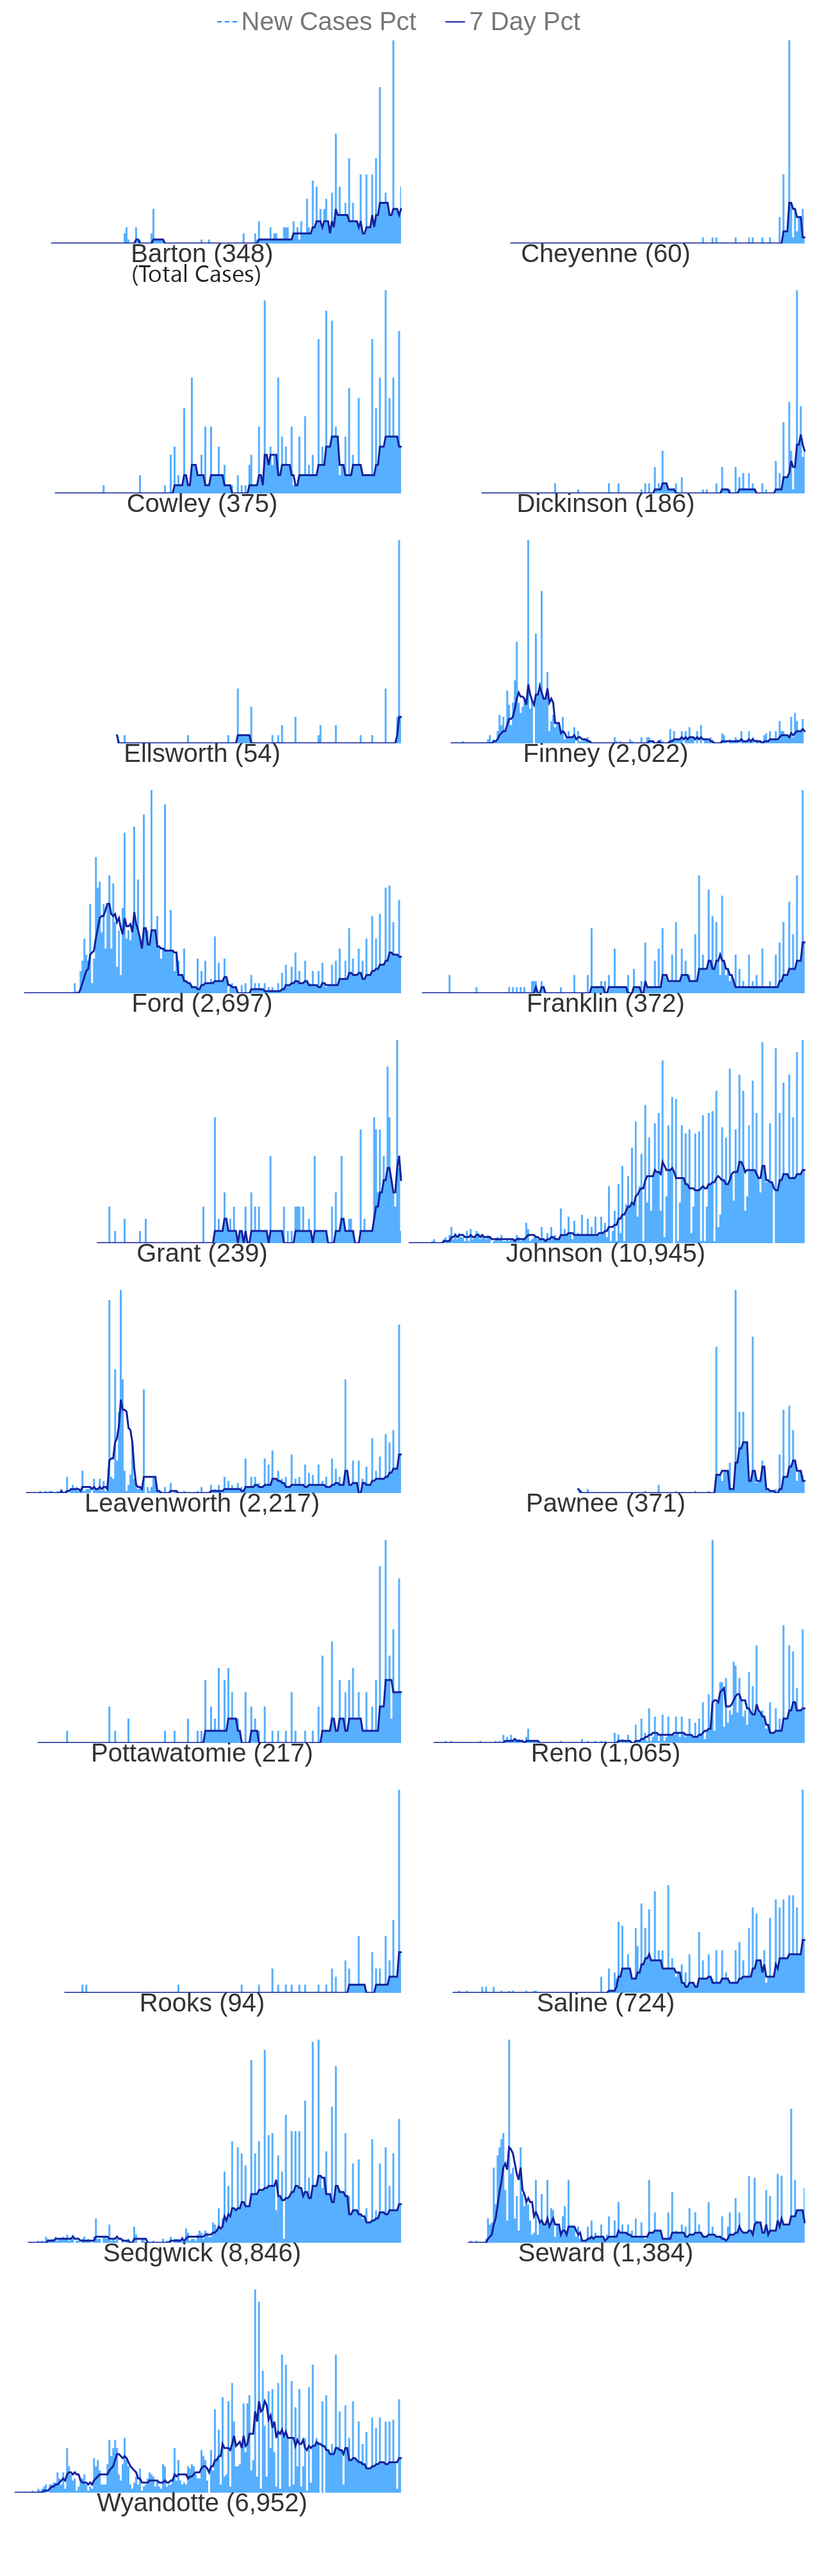 New Cases Pct 7 Day Pct
Barton (348)
(Total Cases)
Cheyenne (60)
Cowley (375)
Dickinson (186)
Ellsworth (54)
Finney (2,022)
Ford (2,697)
Franklin (372)
Grant (239)
Johnson (10,945)
Leavenworth (2,217)
Pawnee (371)
Pottawatomie (217)
Reno (1,065)
Rooks (94)
Saline (724)
Sedgwick (8,846)
Seward (1,384)
Wyandotte (6,952)